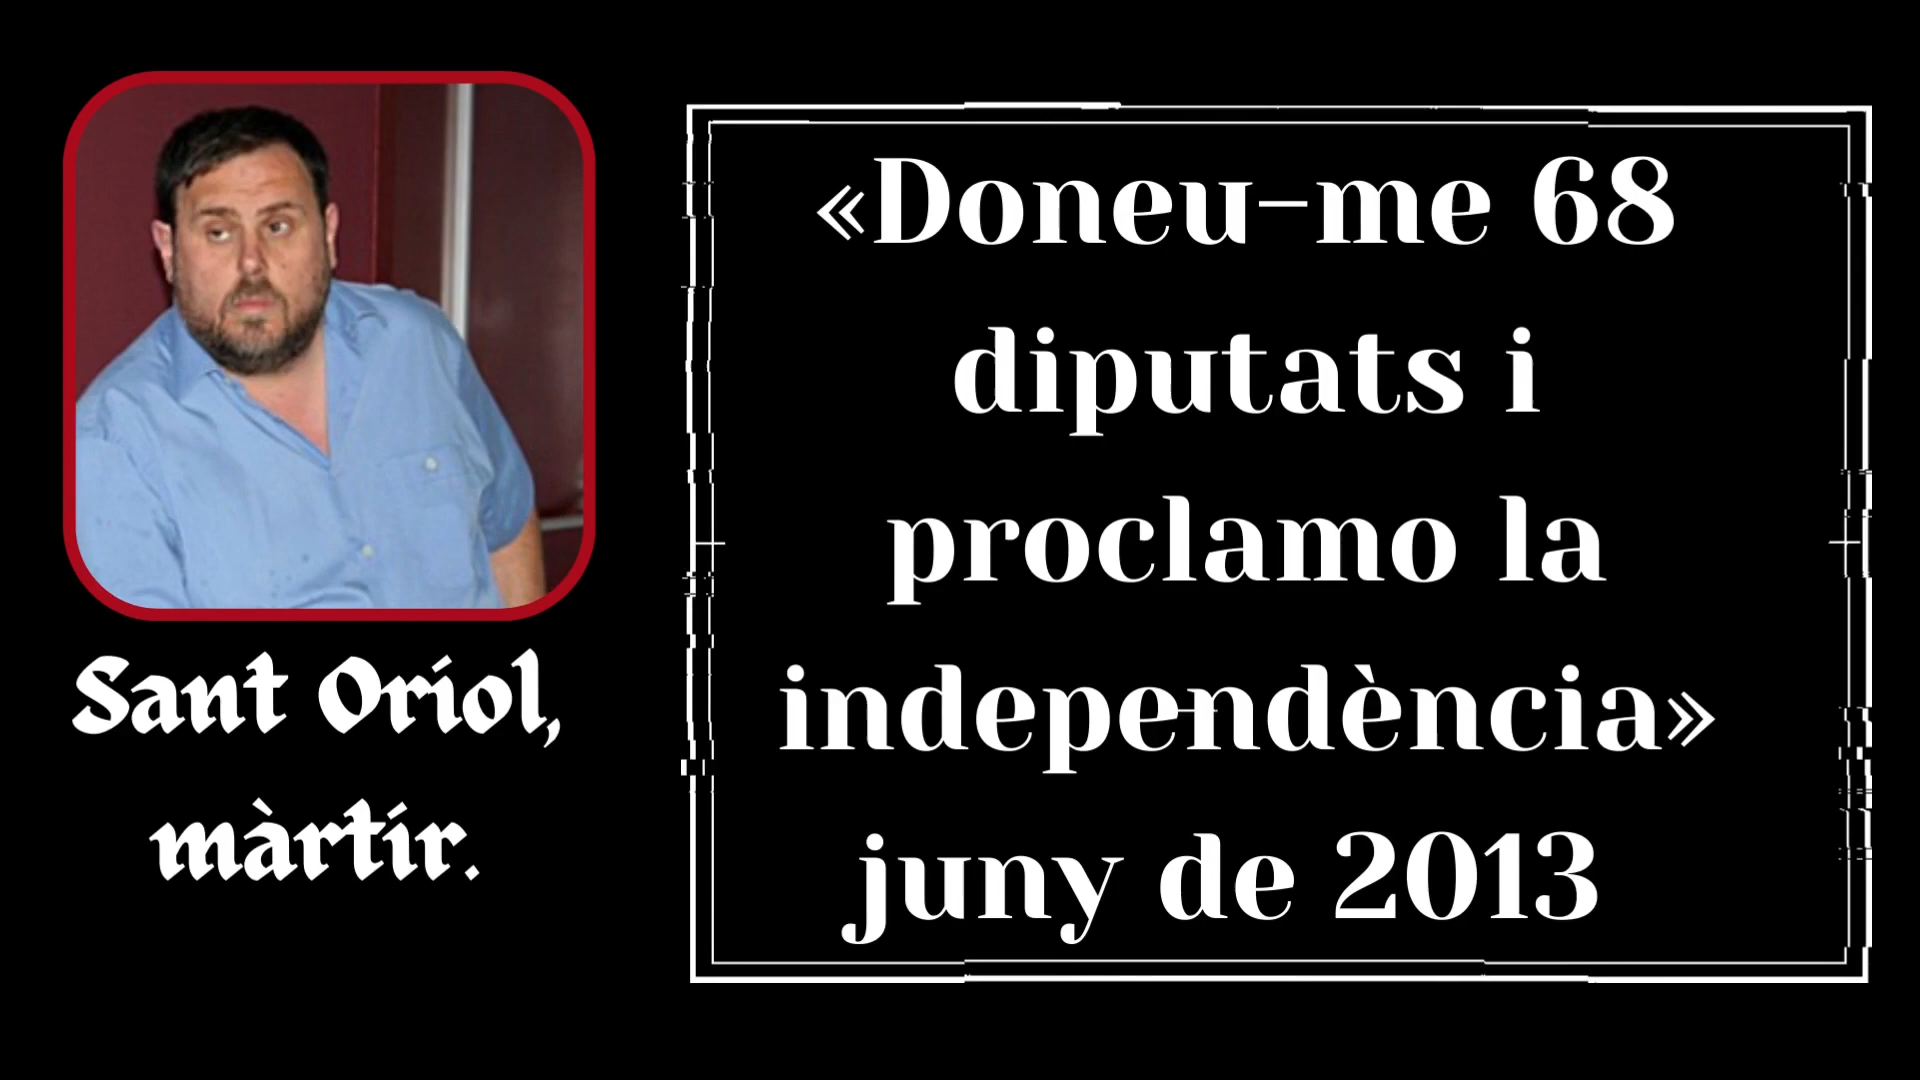 Sant Oriol,
màrtir.
«Doneu-me 68
diputats i
proclamo la
independència»
juny de 2013